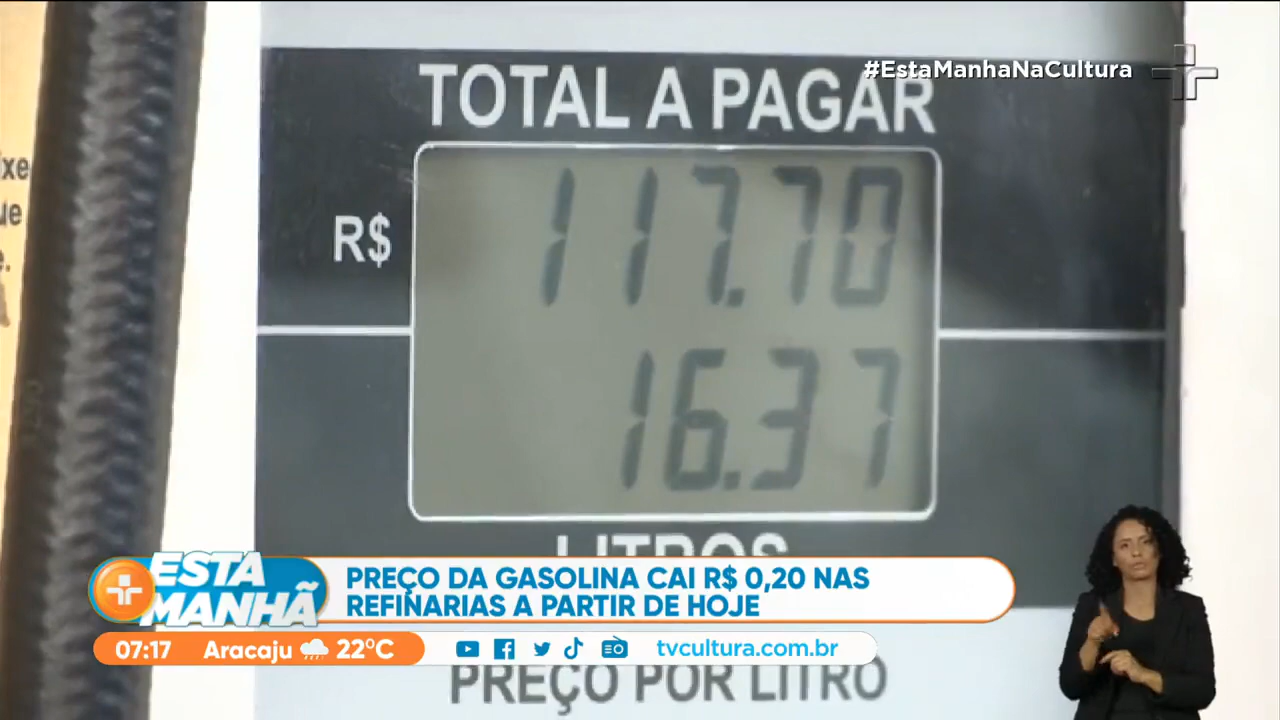 #EstaManhaNaCultura
TOTAL A PAGAR
R$
117.70
16.37
LITROS
ESTA
MANHÃ
PREÇO DA GASOLINA CAI R$ 0,20 NAS
REFINARIAS A PARTIR DE HOJE
07:17 Aracaju 22°C
tvcultura.com.br
PREÇO POR LITRO